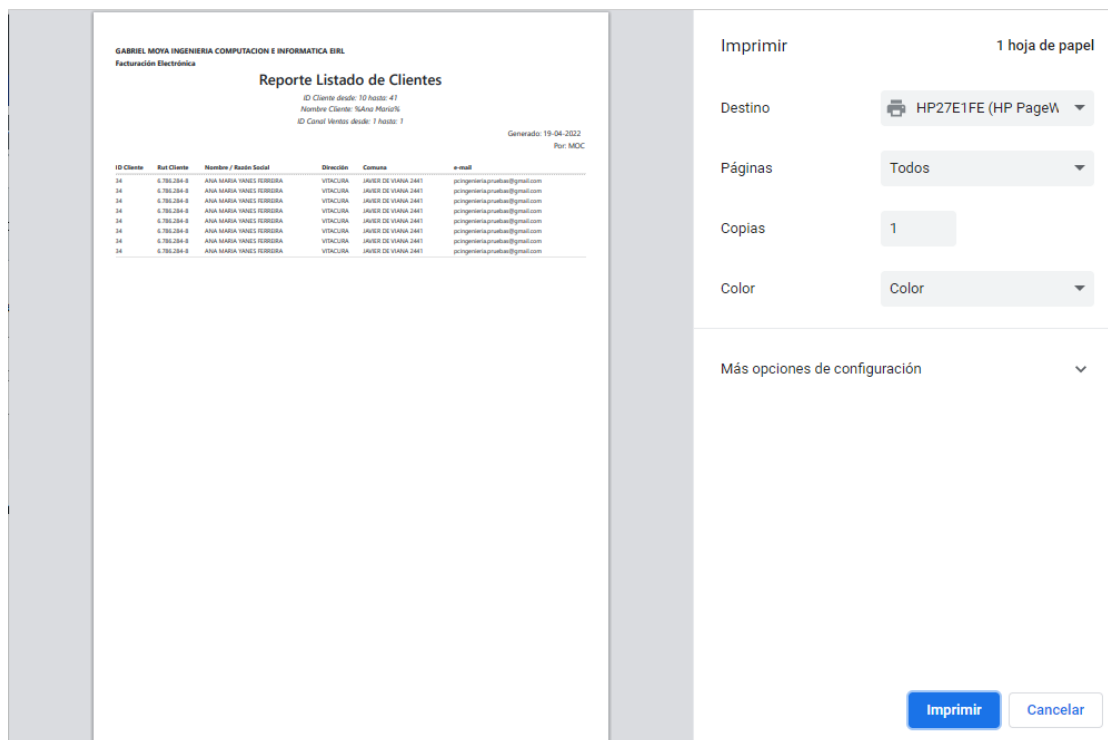 GABRIEL MOYA INGENIERIA COMPUTACION E INFORMATICA EIRL
Facturación Electrónica
Reporte Listado de Clientes
ID Cliente desde: 10 hasta: 41
Nombre Cliente: %Ana Maria%
ID Canal Ventas desde: 1 hasta: 1
Generado: 19-04-2022
Por: MOC
ID Cliente Rut Cliente Nombre / Razón Social Dirección Comuna e-mail
34 6.786.284-8 ANA MARIA YANES FERREIRA VITACURA JAVIER DE VIANA 2441 pcingenieria.pruebas@gmail.com
34 6.786.284-8 ANA MARIA YANES FERREIRA VITACURA JAVIER DE VIANA 2441 pcingenieria.pruebas@gmail.com
34 6.786.284-8 ANA MARIA YANES FERREIRA VITACURA JAVIER DE VIANA 2441 pcingenieria.pruebas@gmail.com
34 6.786.284-8 ANA MARIA YANES FERREIRA VITACURA JAVIER DE VIANA 2441 pcingenieria.pruebas@gmail.com
34 6.786.284-8 ANA MARIA YANES FERREIRA VITACURA JAVIER DE VIANA 2441 pcingenieria.pruebas@gmail.com
34 6.786.284-8 ANA MARIA YANES FERREIRA VITACURA JAVIER DE VIANA 2441 pcingenieria.pruebas@gmail.com
34 6.786.284-8 ANA MARIA YANES FERREIRA VITACURA JAVIER DE VIANA 2441 pcingenieria.pruebas@gmail.com
34 6.786.284-8 ANA MARIA YANES FERREIRA VITACURA JAVIER DE VIANA 2441 pcingenieria.pruebas@gmail.com
Imprimir 1 hoja de papel
Destino HP27E1FE (HP PageW
Páginas Todos
Copias 1
Color Color
Más opciones de configuración
Imprimir Cancelar